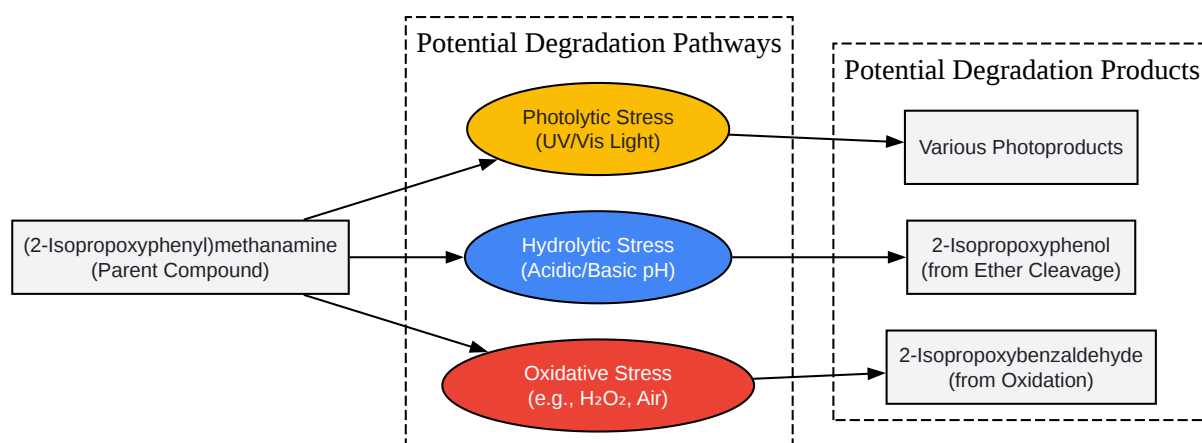 Potential Degradation Pathways
Potential Degradation Products
Photolytic Stress
(UV/Vis Light)
Various Photoproducts
(2-Isopropoxyphenyl)methanamine
(Parent Compound)
Hydrolytic Stress
(Acidic/Basic pH)
2-Isopropoxyphenol
(from Ether Cleavage)
Oxidative Stress
(e.g., H₂O₂, Air)
2-Isopropoxybenzaldehyde
(from Oxidation)